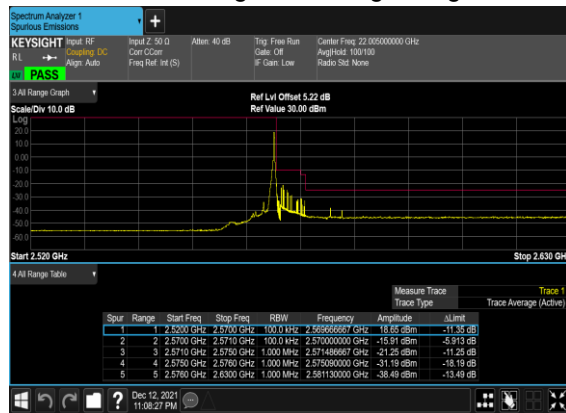 Spectrum Analyzer 1
Spurious Emissions
KEYSIGHT Input: RF Input Z: 50 Ω Atten: 40 dB Trig: Free Run Center Freq: 22.005000000 GHz
Coupling: DC Corr CCorr Gate: Off Avg|Hold: 100/100
RL Align: Auto Freq Ref: Int (S) IF Gain: Low Radio Std: None
PASS
3 All Range Graph
Ref Lvl Offset 5.22 dB
Scale/Div 10.0 dB Ref Value 30.00 dBm
Log
20.0
10.0
0.00
-10.0
-20.0
-30.0
-40.0
-50.0
-60.0
Start 2.520 GHz Stop 2.630 GH
4 All Range Table
Measure Trace Trace 1
Trace Type Trace Average (Active)
Spur Range Start Freq Stop Freq RBW Frequency Amplitude ΔLimit
1 1 2.5200 GHz 2.5700 GHz 100.0 kHz 2.569666667 GHz 18.65 dBm -11.35 dB
2 2 2.5700 GHz 2.5710 GHz 100.0 kHz 2.570000000 GHz -15.91 dBm -5.913 dB
3 3 2.5710 GHz 2.5750 GHz 1.000 MHz 2.571486667 GHz -21.25 dBm -11.25 dB
4 4 2.5750 GHz 2.5760 GHz 1.000 MHz 2.575090000 GHz -31.19 dBm -18.19 dB
5 5 2.5760 GHz 2.6300 GHz 1.000 MHz 2.581130000 GHz -38.49 dBm -13.49 dB
Dec 12, 2021
11:08:27 PM